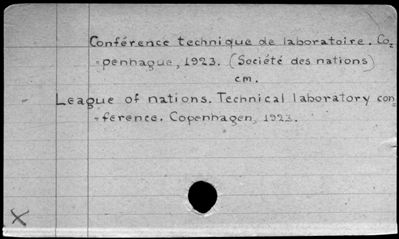 Conférence technique de laboratoire. Co-
-penhague, 1923. (Société des nations)
cm.
League of nations. Technical laboratory con-
-ference. Copenhagen, 1923.
X